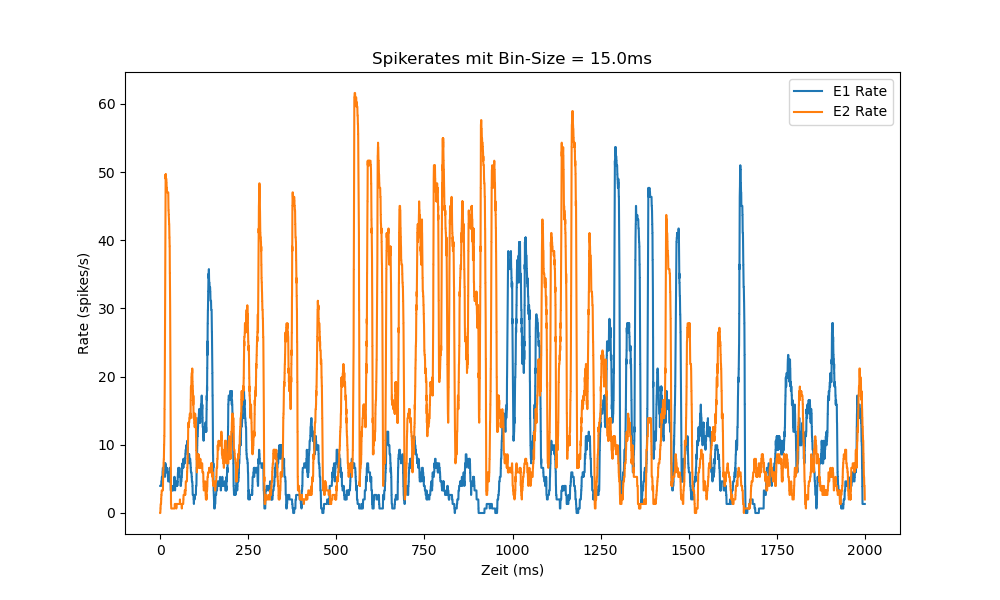 Spikerates mit Bin-Size = 15.0ms
E1 Rate
E2 Rate
Rate (spikes/s)
60
50
40
30
20
10
0
0 250 500 750 1000 1250 1500 1750 2000
Zeit (ms)